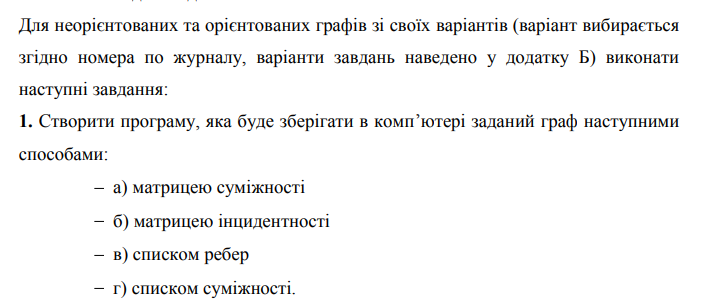 Для неорієнтованих та орієнтованих графів зі своїх варіантів (варіант вибирається
згідно номера по журналу, варіанти завдань наведено у додатку Б) виконати
наступні завдання:
1. Створити програму, яка буде зберігати в комп’ютері заданий граф наступними
способами:
− а) матрицею суміжності
− б) матрицею інцидентності
− в) списком ребер
− г) списком суміжності.